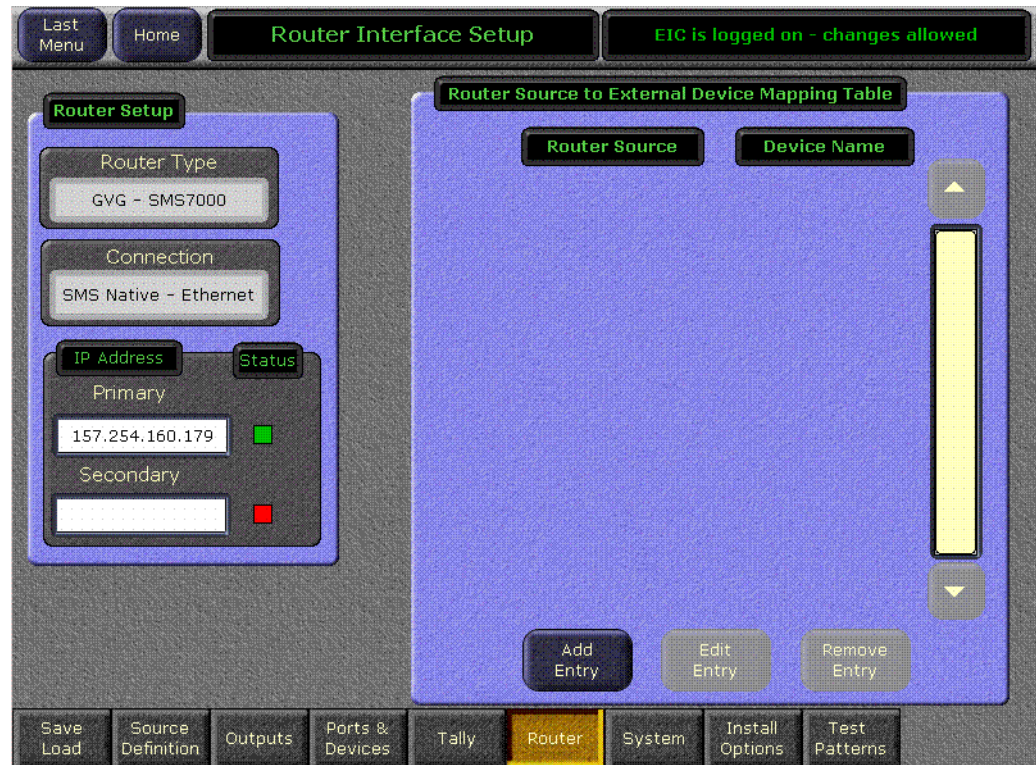 Last
Menu
Home
Router Interface Setup
EIC is logged on - changes allowed
Router Setup
Router Type
GVG - SMS7000
Connection
SMS Native - Ethernet
IP Address
Status
Primary
157.254.160.179
Secondary
Router Source to External Device Mapping Table
Router Source
Device Name
Add
Entry
Edit
Entry
Remove
Entry
Save
Load
Source
Definition
Outputs
Ports &
Devices
Tally
Router
System
Install
Options
Test
Patterns